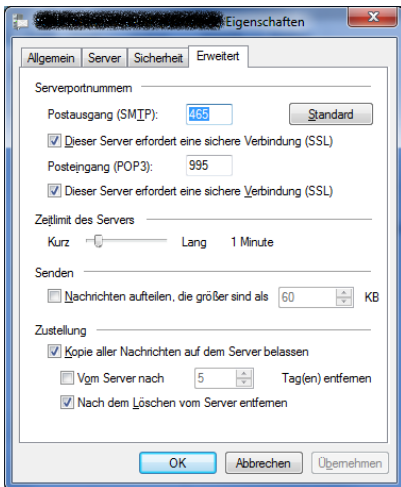 Eigenschaften
Allgemein Server Sicherheit Erweitert
Serverportnummern
Postausgang (SMTP): 465 Standard
Dieser Server erfordert eine sichere Verbindung (SSL)
Posteingang (POP3): 995
Dieser Server erfordert eine sichere Verbindung (SSL)
Zeitlimit des Servers
Kurz Lang 1 Minute
Senden
Nachrichten aufteilen, die größer sind als 60 KB
Zustellung
Kopie aller Nachrichten auf dem Server belassen
Vom Server nach 5 Tag(en) entfernen
Nach dem Löschen vom Server entfernen
OK Abbrechen Übernehmen